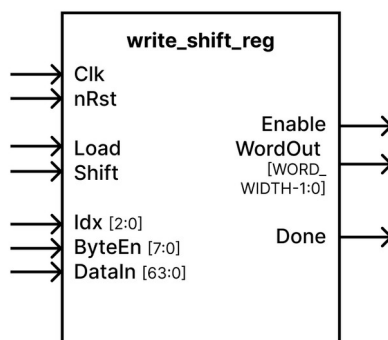 write_shift_reg
Clk
nRst
Load
Shift
Idx [2:0]
ByteEn [7:0]
DataIn [63:0]
Enable
WordOut
[WORD_
WIDTH-1:0]
Done